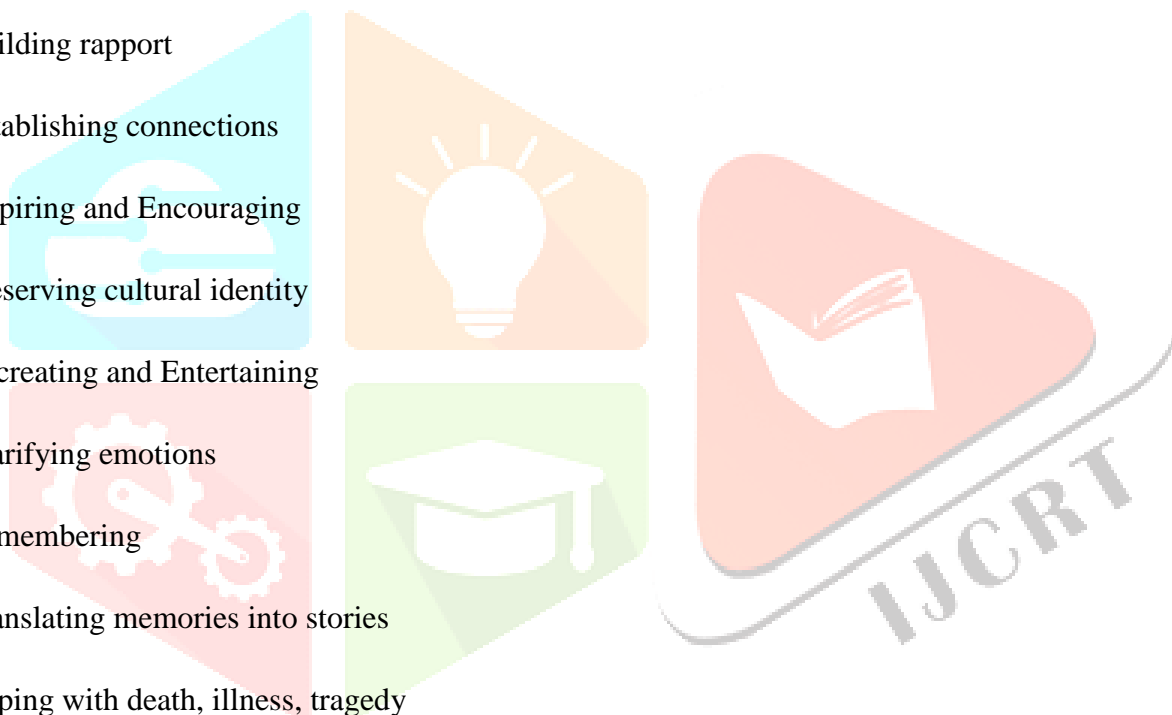 ilding rapport
tablishing connections
piring and Encouraging
eserving cultural identity
creating and Entertaining
arifying emotions
membering
anslating memories into stories
ping with death, illness, tragedy
IJCRT